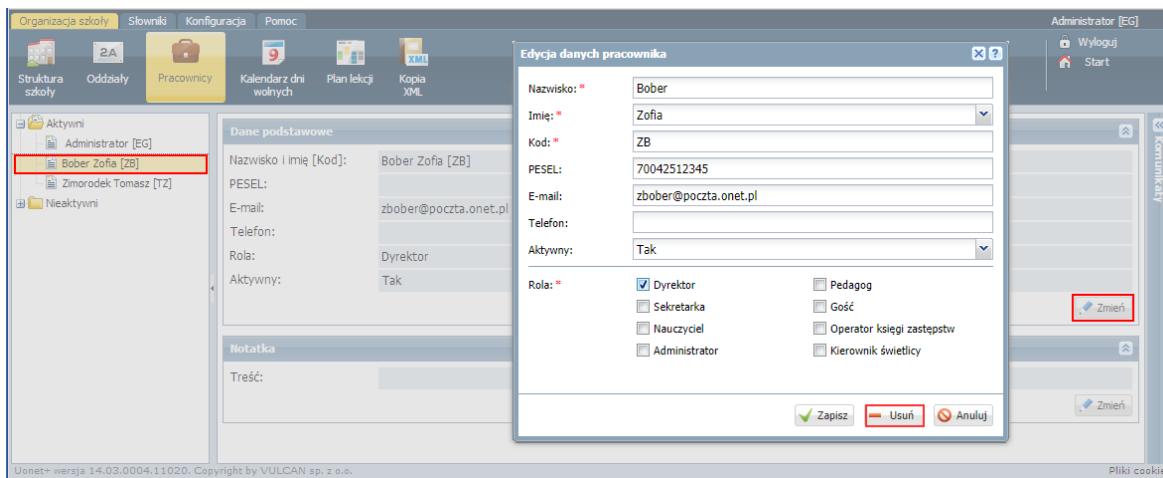 Organizacja szkoły Słowniki Konfiguracja Pomoc Administrator [EG]
Struktura szkoły
2A
Oddziały
Pracownicy
9
Kalendarz dni wolnych
Plan lekcji
XML
Kopia XML
Wyloguj
Start
Aktywni
Administrator [EG]
Bober Zofia [ZB]
Zimorodek Tomasz [TZ]
Nieaktywni
Dane podstawowe
Nazwisko i imię [Kod]: Bober Zofia [ZB]
PESEL:
E-mail: zbober@poczta.onet.pl
Telefon:
Rola: Dyrektor
Aktywny: Tak
Zmień
Notatka
Treść:
Zmień
Komunikaty
Edycja danych pracownika
Nazwisko: * Bober
Imię: * Zofia
Kod: * ZB
PESEL: 70042512345
E-mail: zbober@poczta.onet.pl
Telefon:
Aktywny: Tak
Rola: * Dyrektor Pedagog
Sekretarka Gość
Nauczyciel Operator księgi zastępstw
Administrator Kierownik świetlicy
Zapisz Usuń Anuluj
Uonet+ wersja 14.03.0004.11020. Copyright by VULCAN sp. z o.o. Pliki cookie